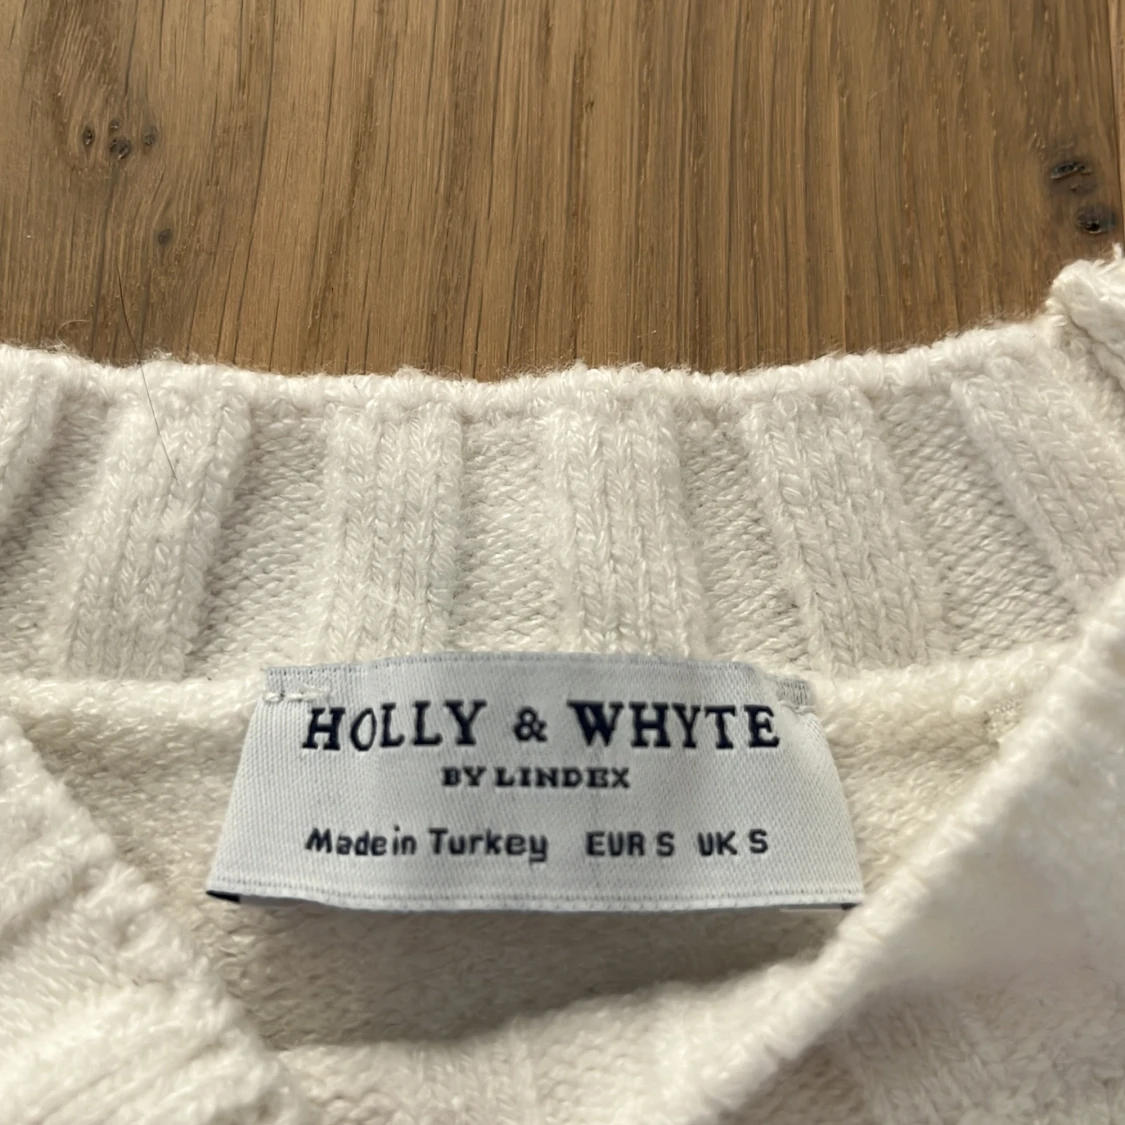 HOLLY & WHYTE
BY LINDEX
Made in Turkey EUR S UK S